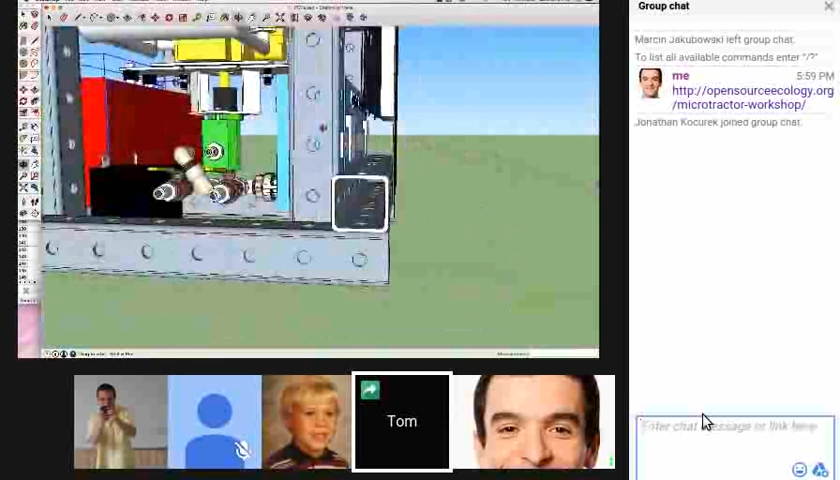 Group chat
Marcin Jakubowski left group chat.
To list all available commands enter "/?"
me
5:59 PM
http://opensourceecology.org
/microtractor-workshop/
Jonathan Kocurek joined group chat.
Tom
Enter chat message or link here